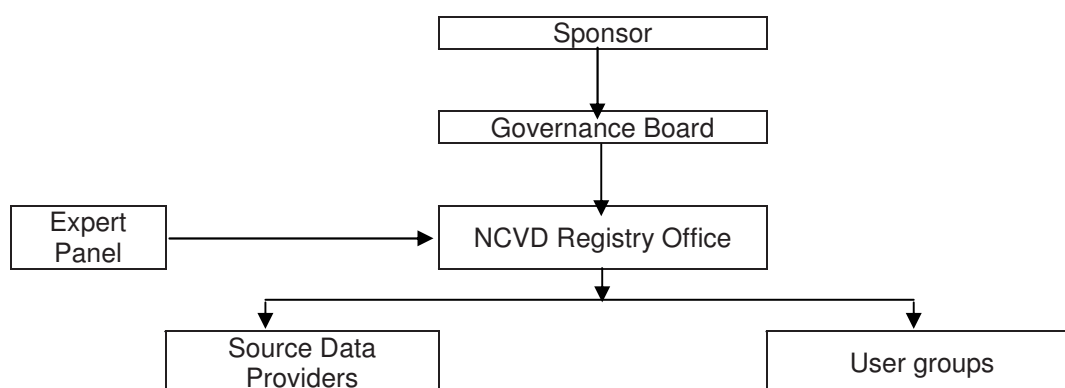 Sponsor
Governance Board
Expert
Panel
NCVD Registry Office
Source Data
Providers
User groups